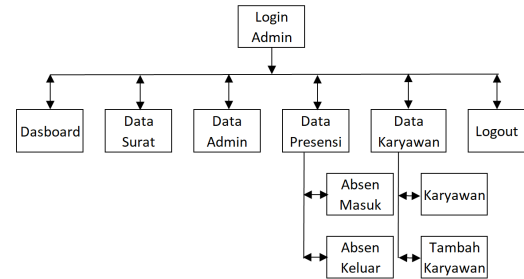 Login
Admin
Dasboard
Data
Surat
Data
Admin
Data
Presensi
Data
Karyawan
Logout
Absen
Masuk
Karyawan
Absen
Keluar
Tambah
Karyawan